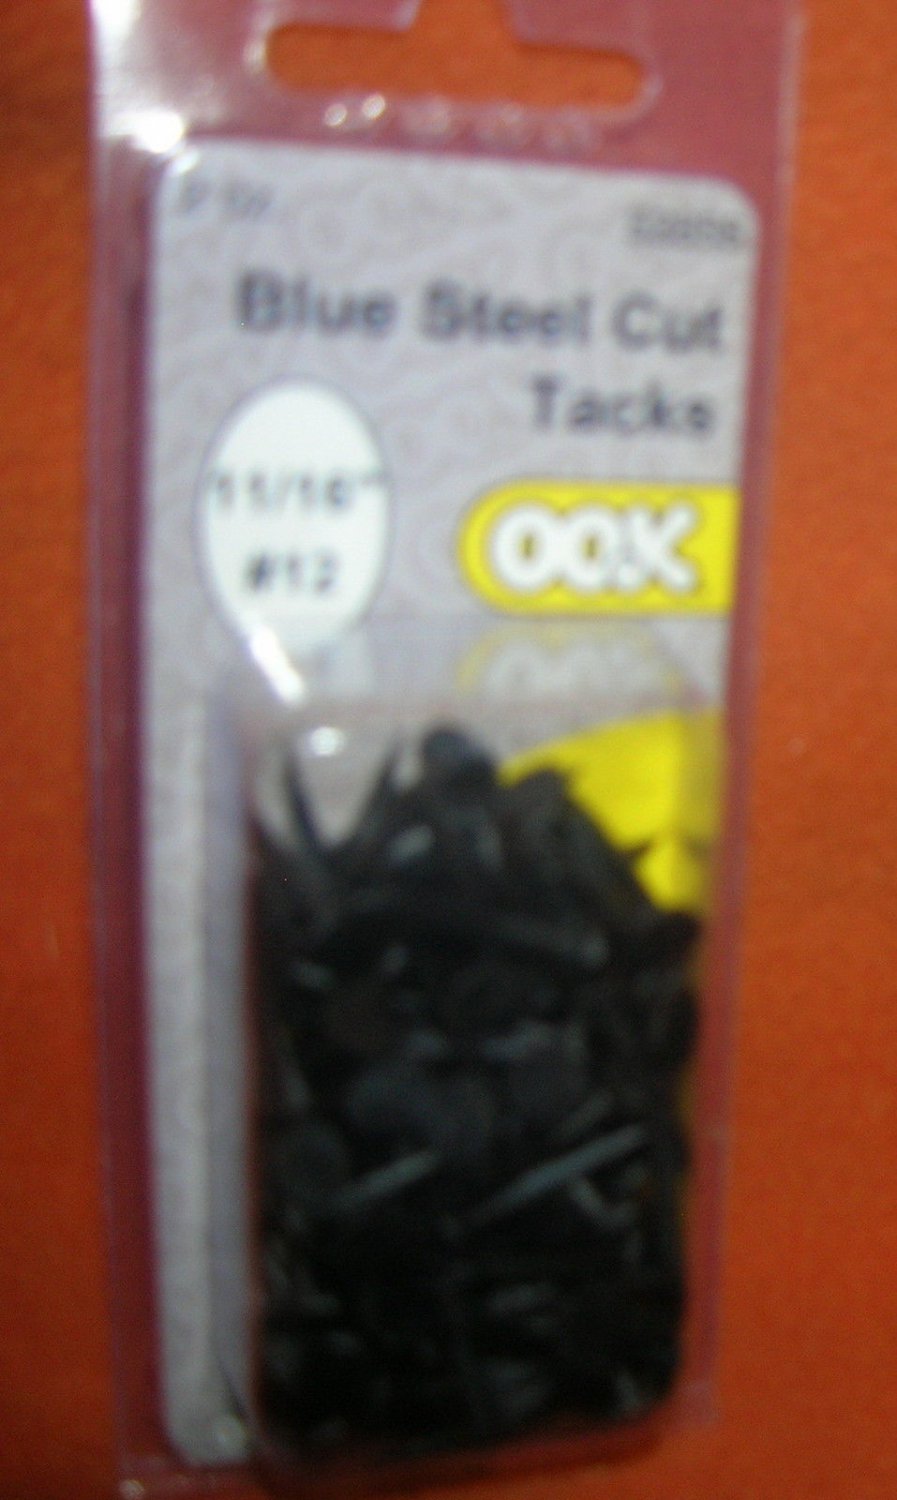 Blue Steel Cut
Tacks
11/16"
#12
OOK